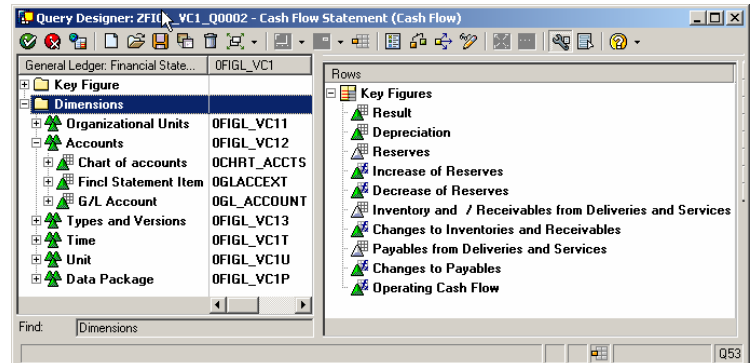 Query Designer: ZFIGL_VC1_Q0002 - Cash Flow Statement (Cash Flow)
General Ledger: Financial State... 0FIGL_VC1
Key Figure
Dimensions
Organizational Units 0FIGL_VC11
Accounts 0FIGL_VC12
Chart of accounts 0CHRT_ACCTS
Fincl Statement Item 0GLACCEXT
G/L Account 0GL_ACCOUNT
Types and Versions 0FIGL_VC13
Time 0FIGL_VC1T
Unit 0FIGL_VC1U
Data Package 0FIGL_VC1P
Find: Dimensions
Rows
Key Figures
Result
Depreciation
Reserves
Increase of Reserves
Decrease of Reserves
Inventory and / Receivables from Deliveries and Services
Changes to Inventories and Receivables
Payables from Deliveries and Services
Changes to Payables
Operating Cash Flow
Q53